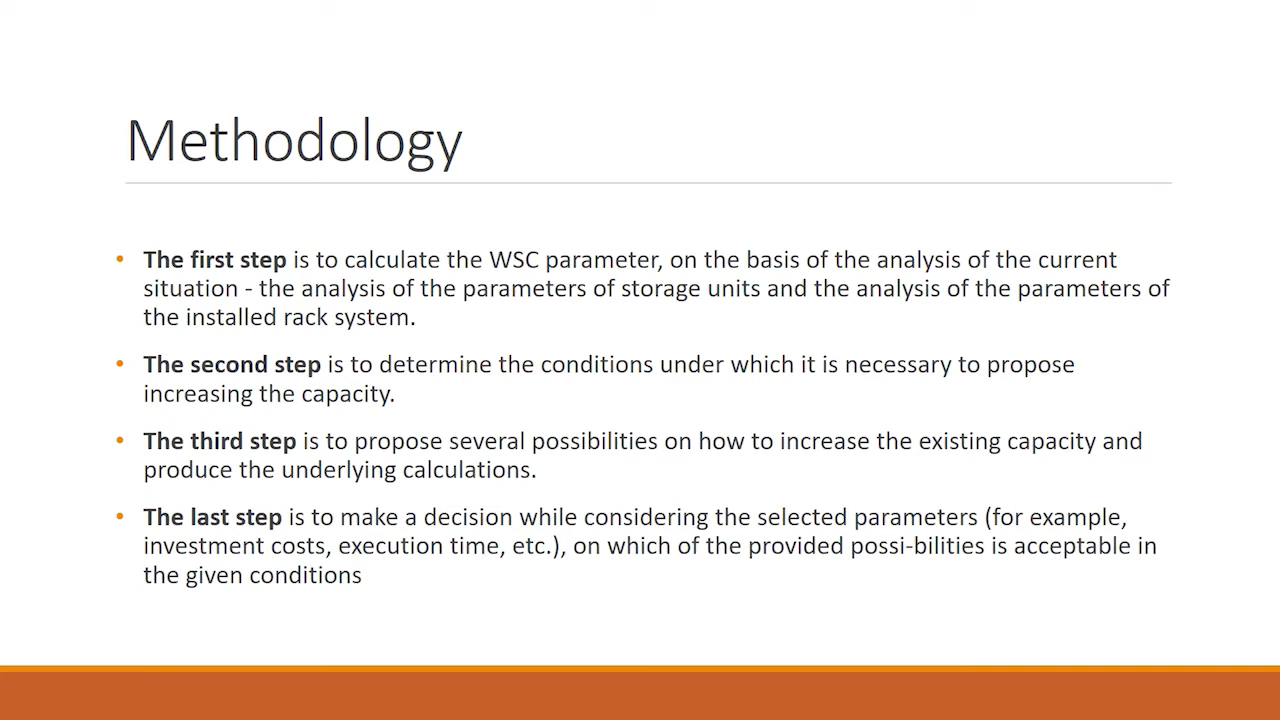 Methodology
• The first step is to calculate the WSC parameter, on the basis of the analysis of the current
situation - the analysis of the parameters of storage units and the analysis of the parameters of
the installed rack system.
• The second step is to determine the conditions under which it is necessary to propose
increasing the capacity.
• The third step is to propose several possibilities on how to increase the existing capacity and
produce the underlying calculations.
• The last step is to make a decision while considering the selected parameters (for example,
investment costs, execution time, etc.), on which of the provided possi-bilities is acceptable in
the given conditions